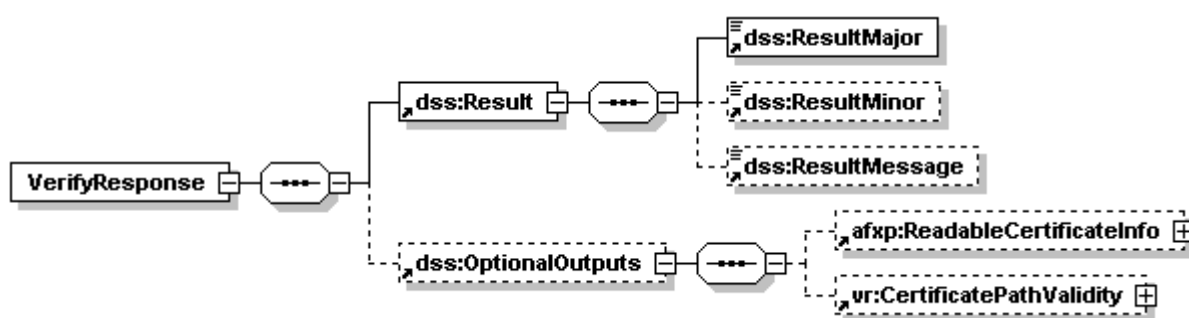 dss:ResultMajor
dss:Result
dss:ResultMinor
dss:ResultMessage
VerifyResponse
afxp:ReadableCertificateInfo
dss:OptionalOutputs
vr:CertificatePathValidity